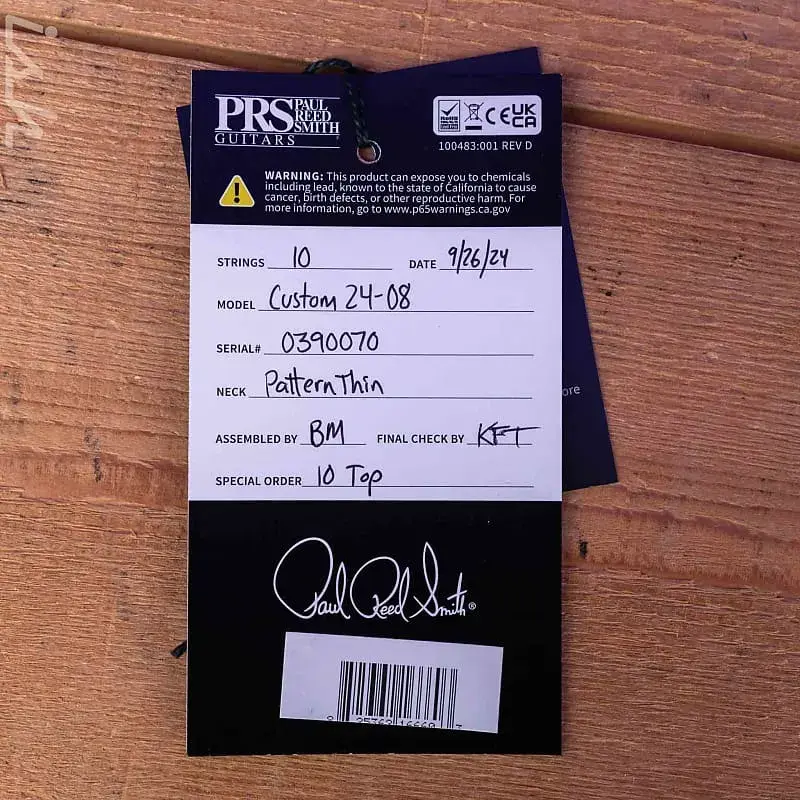 PRS PAUL REED SMITH
GUITARS
CE UK CA
100483:001 REV D
WARNING: This product can expose you to chemicals
including lead, known to the state of California to cause
cancer, birth defects, or other reproductive harm. For
more information, go to www.p65warnings.ca.gov
STRINGS 10 DATE 9/26/24
MODEL Custom 24-08
SERIAL# 0390070
NECK Pattern Thin
ore
ASSEMBLED BY BM FINAL CHECK BY KFT
SPECIAL ORDER 10 Top
Paul Reed Smith®